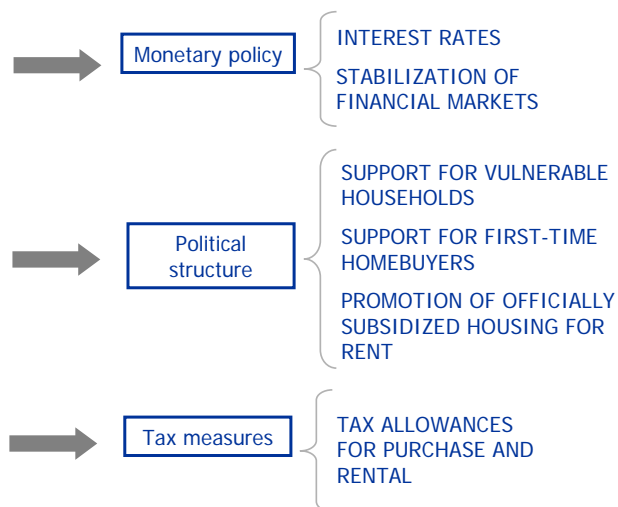 Monetary policy
INTEREST RATES
STABILIZATION OF
FINANCIAL MARKETS
Political
structure
SUPPORT FOR VULNERABLE
HOUSEHOLDS
SUPPORT FOR FIRST-TIME
HOMEBUYERS
PROMOTION OF OFFICIALLY
SUBSIDIZED HOUSING FOR
RENT
Tax measures
TAX ALLOWANCES
FOR PURCHASE AND
RENTAL